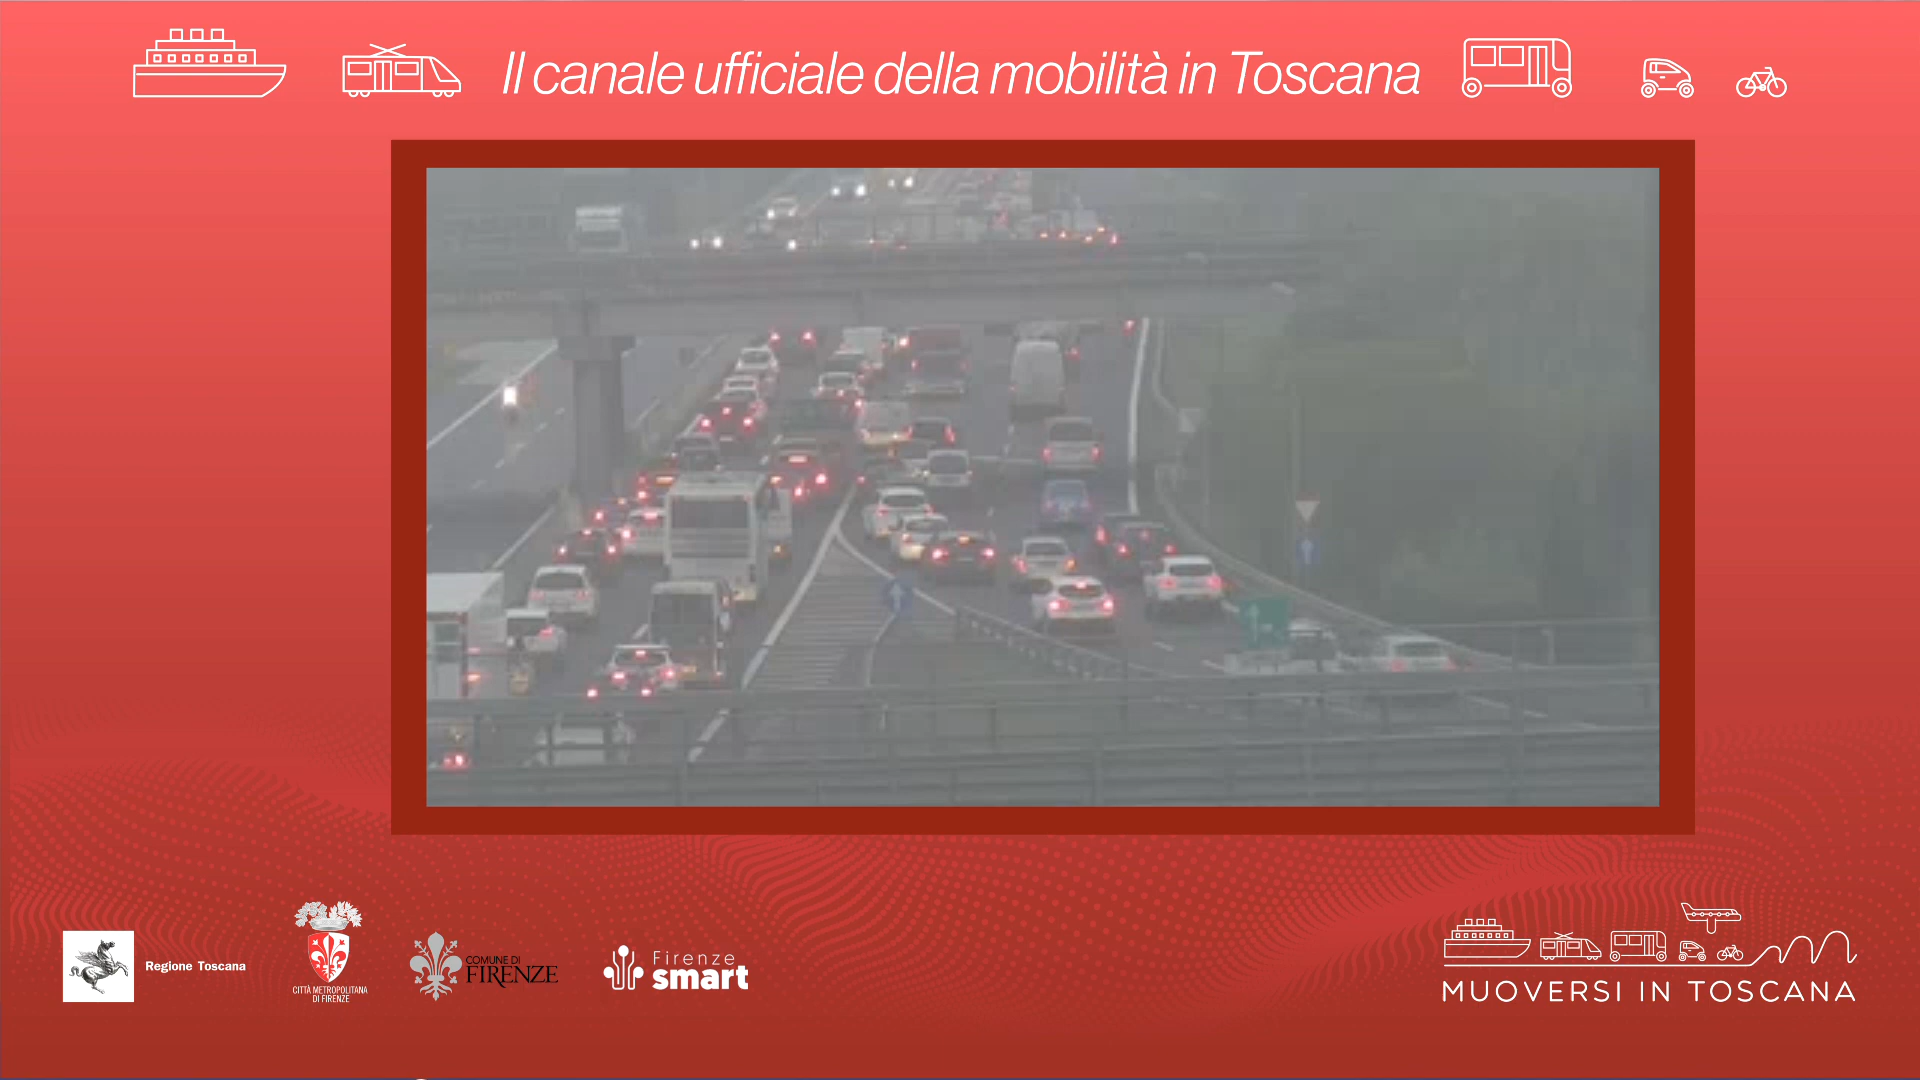 Il canale ufficiale della mobilità in Toscana
Regione Toscana
CITTÀ METROPOLITANA
DI FIRENZE
COMUNE DI
FIRENZE
Firenze
smart
MUOVERSI IN TOSCANA